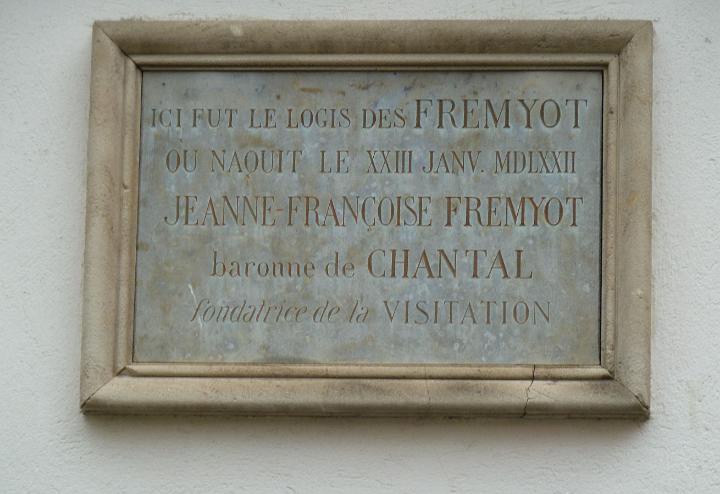 ICI FUT LE LOGIS DES FREMYOT
OU NAQUIT LE XXIII JANV. MDLXXII
JEANNE-FRANÇOISE FREMYOT
baronne de CHANTAL
fondatrice de la VISITATION